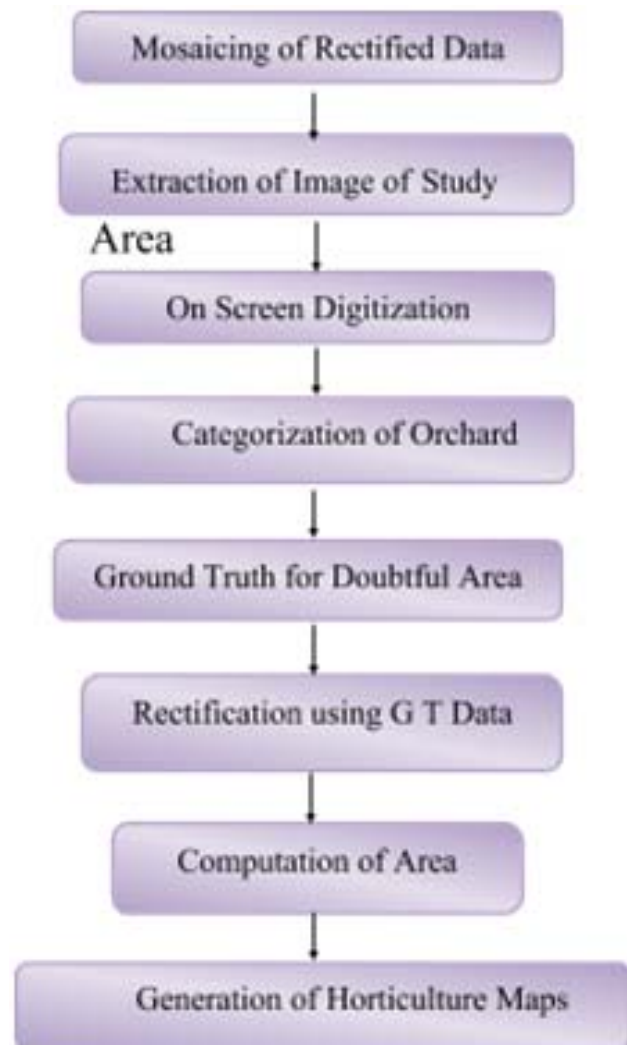 Mosaicing of Rectified Data
Extraction of Image of Study
Area
On Screen Digitization
Categorization of Orchard
Ground Truth for Doubtful Area
Rectification using G T Data
Computation of Area
Generation of Horticulture Maps